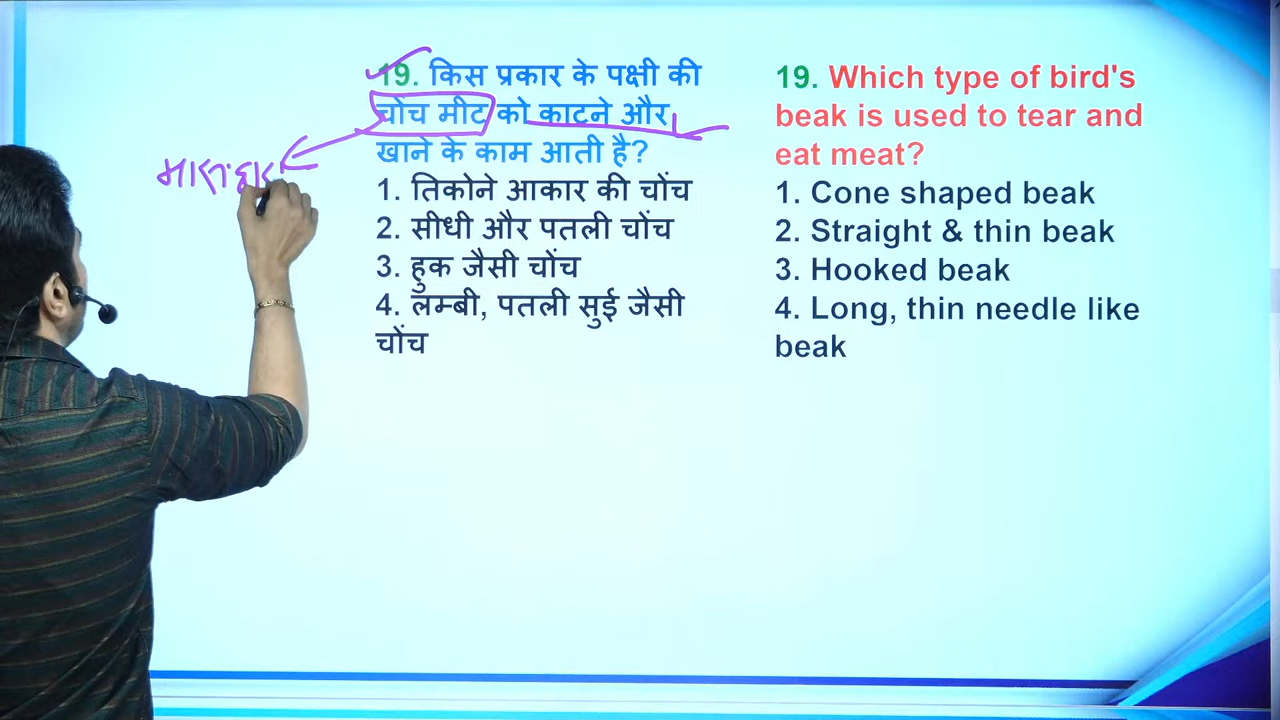 19. किस प्रकार के पक्षी की
चोंच मीट को काटने और
खाने के काम आती है?
1. तिकोने आकार की चोंच
2. सीधी और पतली चोंच
3. हुक जैसी चोंच
4. लम्बी, पतली सुई जैसी
चोंच
19. Which type of bird's
beak is used to tear and
eat meat?
1. Cone shaped beak
2. Straight & thin beak
3. Hooked beak
4. Long, thin needle like
beak